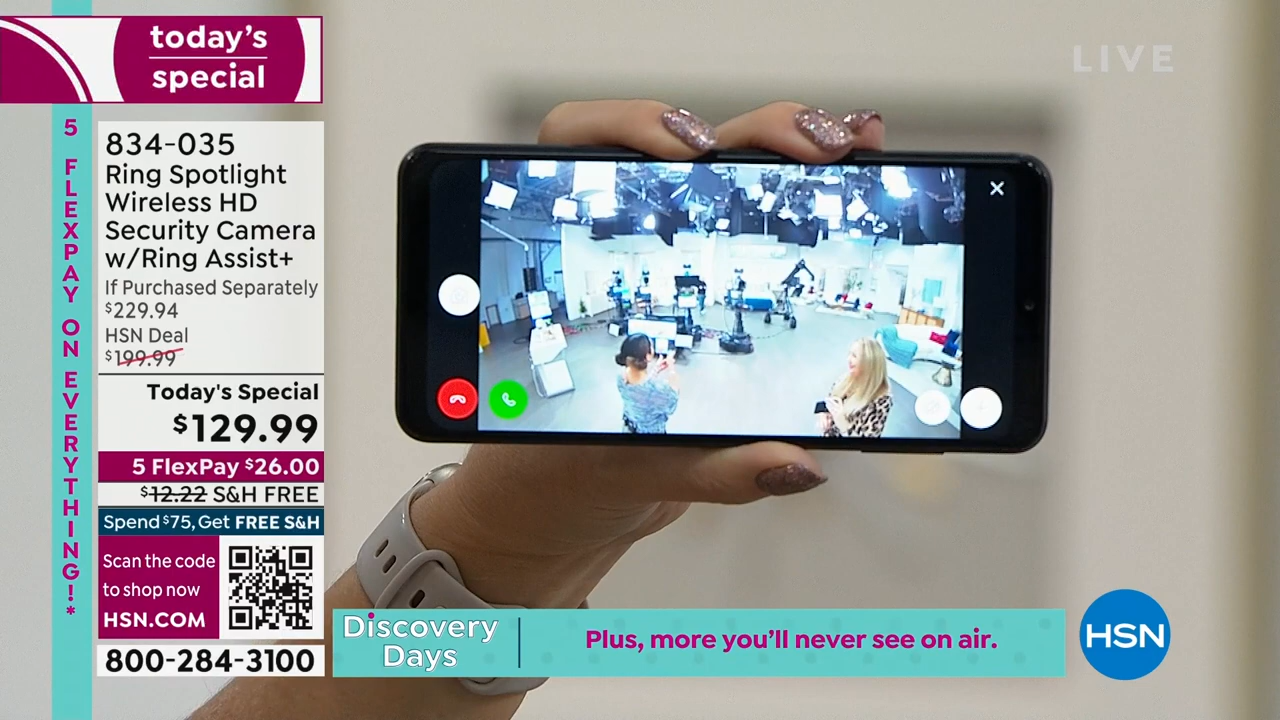 today's
special
LIVE
5 FLEXPAY ON EVERYTHING!*
834-035
Ring Spotlight
Wireless HD
Security Camera
w/Ring Assist+
If Purchased Separately
$229.94
HSN Deal
$199.99
Today's Special
$129.99
5 FlexPay $26.00
$12.22 S&H FREE
Spend $75, Get FREE S&H
Scan the code
to shop now
HSN.COM
800-284-3100
Discovery
Days
Plus, more you'll never see on air.
HSN